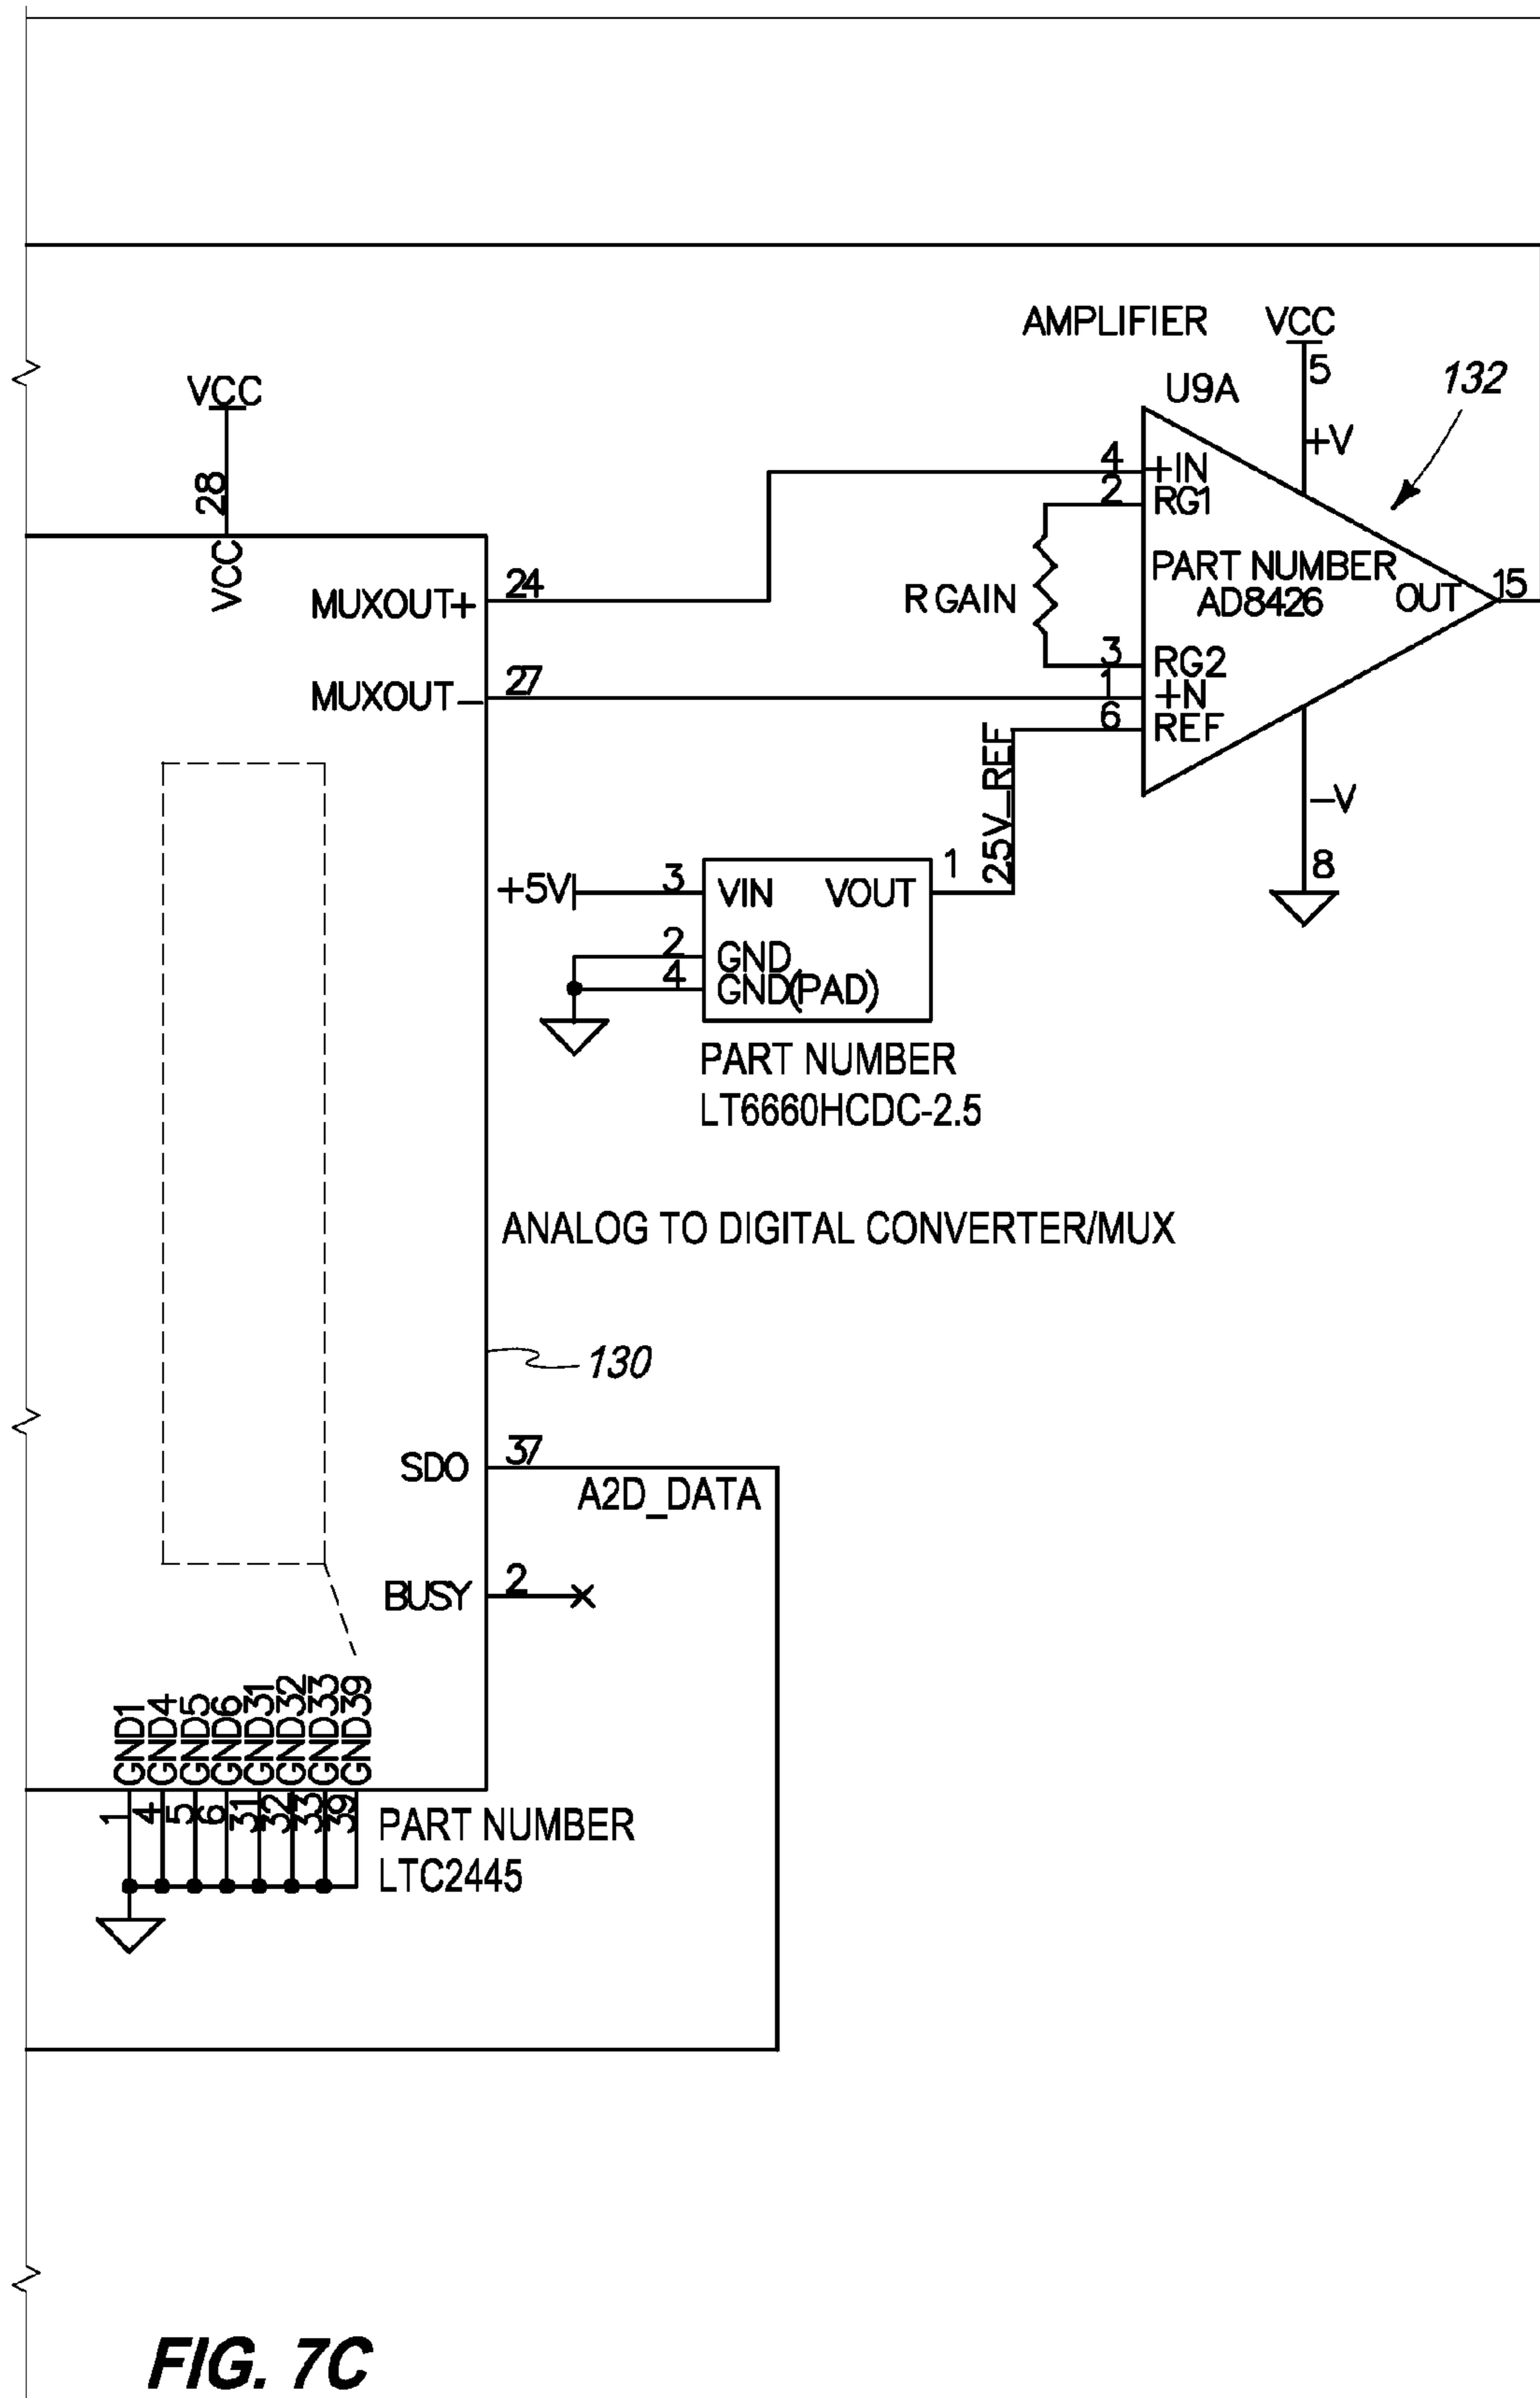 AMPLIFIER
VCC
5
132
U9A
+V
VCC
28
VCC
4
+IN
2
RG1
PART NUMBER
AD8426
OUT
15
R GAIN
MUXOUT+
24
3
RG2
MUXOUT-
27
1
+N
6
REF
2.5V_REF
-V
8
+5V
3
VIN
VOUT
1
2
GND
4
GND(PAD)
PART NUMBER
LT6660HCDC-2.5
ANALOG TO DIGITAL CONVERTER/MUX
130
SDO
37
A2D_DATA
BUSY
2
GND1
GND4
GND5
GND6
GND31
GND32
GND33
GND39
1
4
5
6
31
32
33
39
PART NUMBER
LTC2445
FIG. 7C